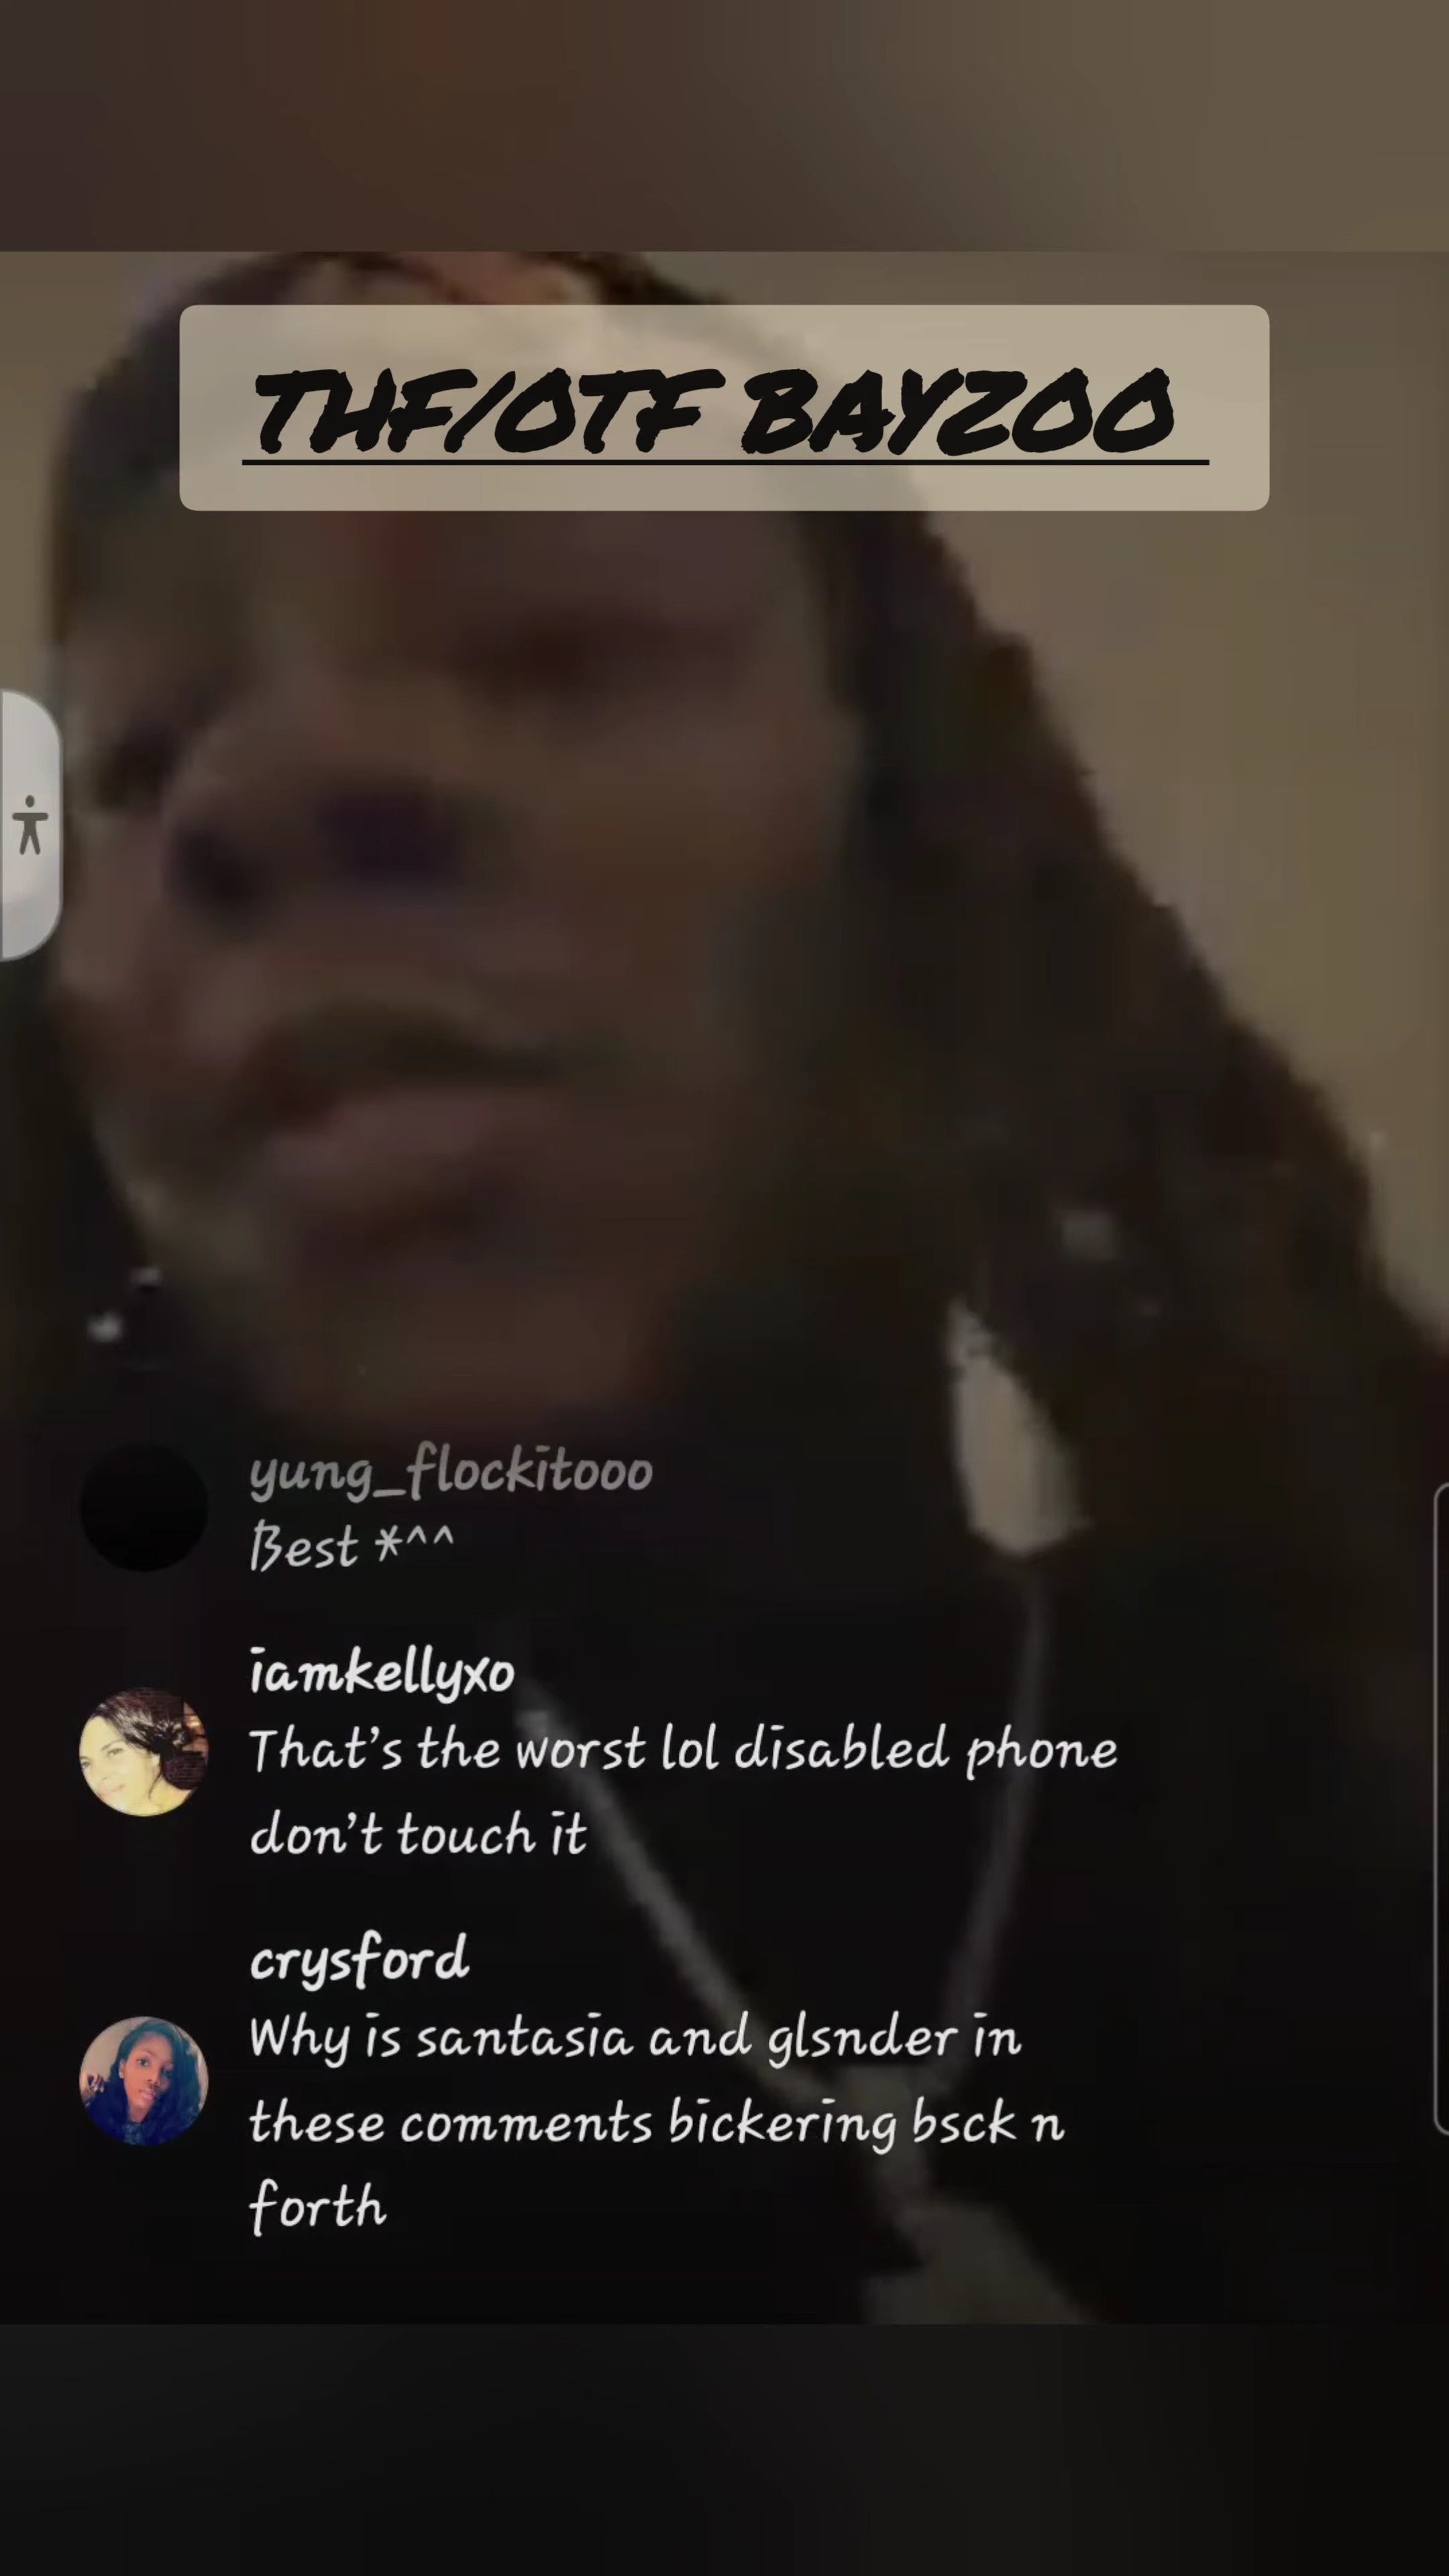 THF/OTF BAYZOO
yung_flockitooo
Best *^^
iamkellyxo
That's the worst lol disabled phone
don't touch it
crysford
Why is santasia and glsnder in
these comments bickering bsck n
forth